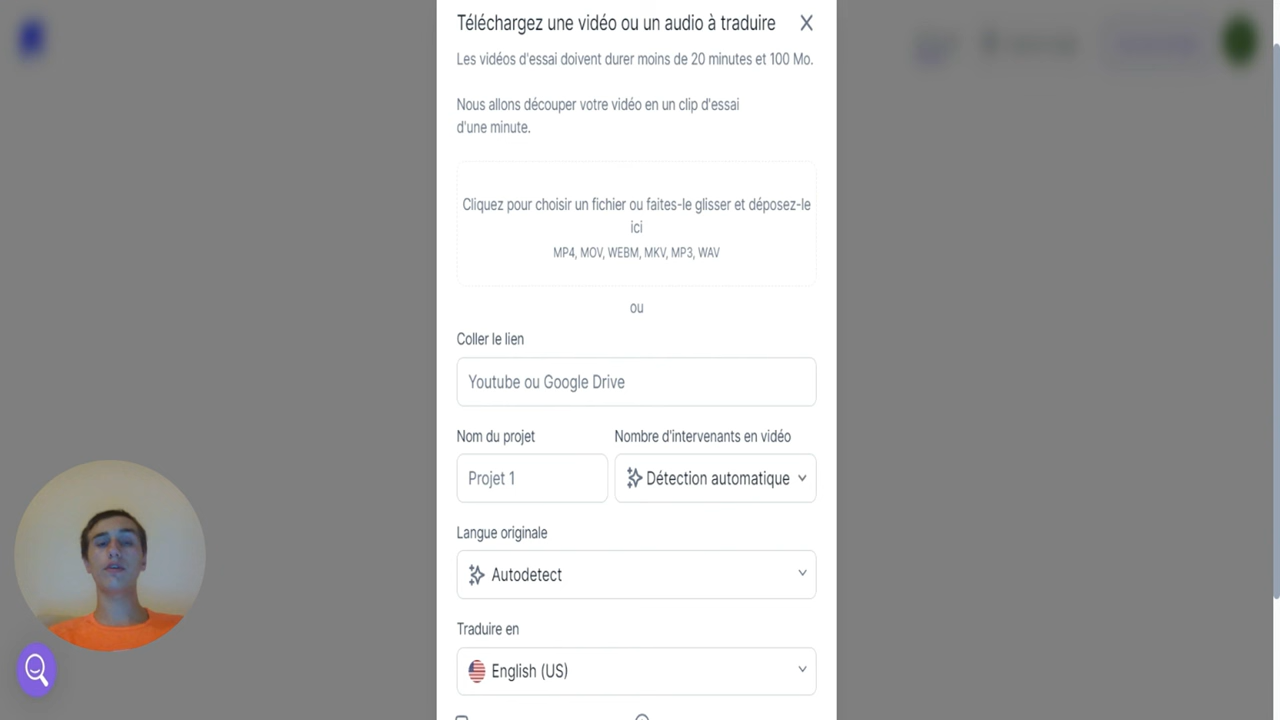 Téléchargez une vidéo ou un audio à traduire
Les vidéos d'essai doivent durer moins de 20 minutes et 100 Mo.
Nous allons découper votre vidéo en un clip d'essai
d'une minute.
Cliquez pour choisir un fichier ou faites-le glisser et déposez-le
ici
MP4, MOV, WEBM, MKV, MP3, WAV
ou
Coller le lien
Youtube ou Google Drive
Nom du projet
Nombre d'intervenants en vidéo
Projet 1
Détection automatique
Langue originale
Autodetect
Traduire en
English (US)